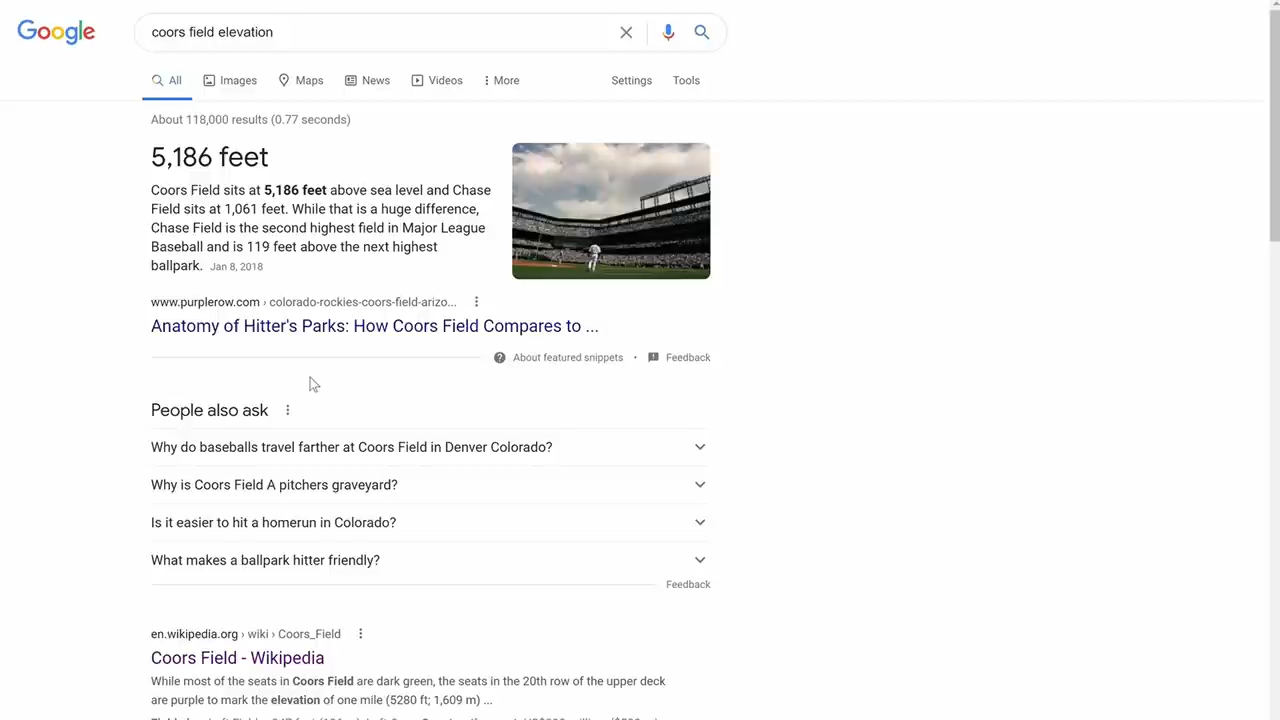 Google
coors field elevation
All Images Maps News Videos More Settings Tools
About 118,000 results (0.77 seconds)
5,186 feet
Coors Field sits at 5,186 feet above sea level and Chase
Field sits at 1,061 feet. While that is a huge difference,
Chase Field is the second highest field in Major League
Baseball and is 119 feet above the next highest
ballpark. Jan 8, 2018
www.purplerow.com › colorado-rockies-coors-field-arizo...
Anatomy of Hitter's Parks: How Coors Field Compares to ...
About featured snippets • Feedback
People also ask
Why do baseballs travel farther at Coors Field in Denver Colorado?
Why is Coors Field A pitchers graveyard?
Is it easier to hit a homerun in Colorado?
What makes a ballpark hitter friendly?
Feedback
en.wikipedia.org › wiki › Coors_Field
Coors Field - Wikipedia
While most of the seats in Coors Field are dark green, the seats in the 20th row of the upper deck
are purple to mark the elevation of one mile (5280 ft; 1,609 m) ...